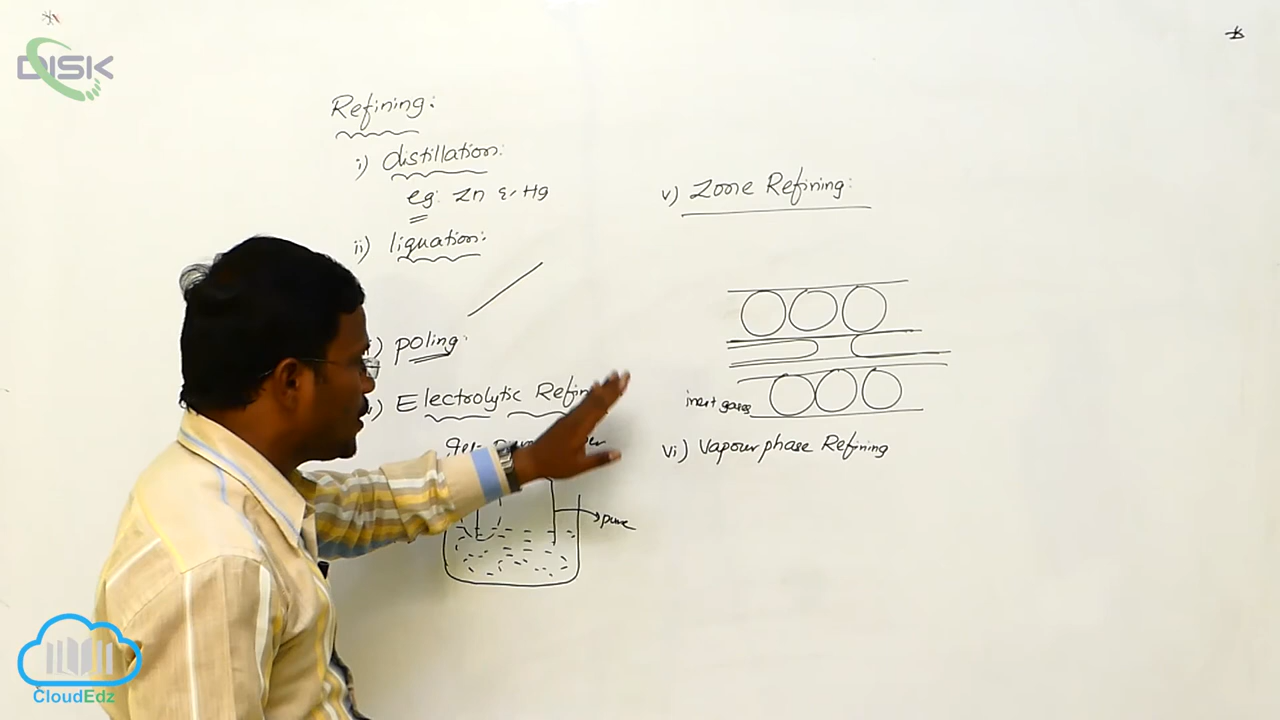 DISK
Refining:
i) distillation:
eg: Zn & Hg
ii) liquation:
) poling:
) Electrolytic Refin
pure
v) Zone Refining:
inert gases
vi) Vapour phase Refining
CloudEdz